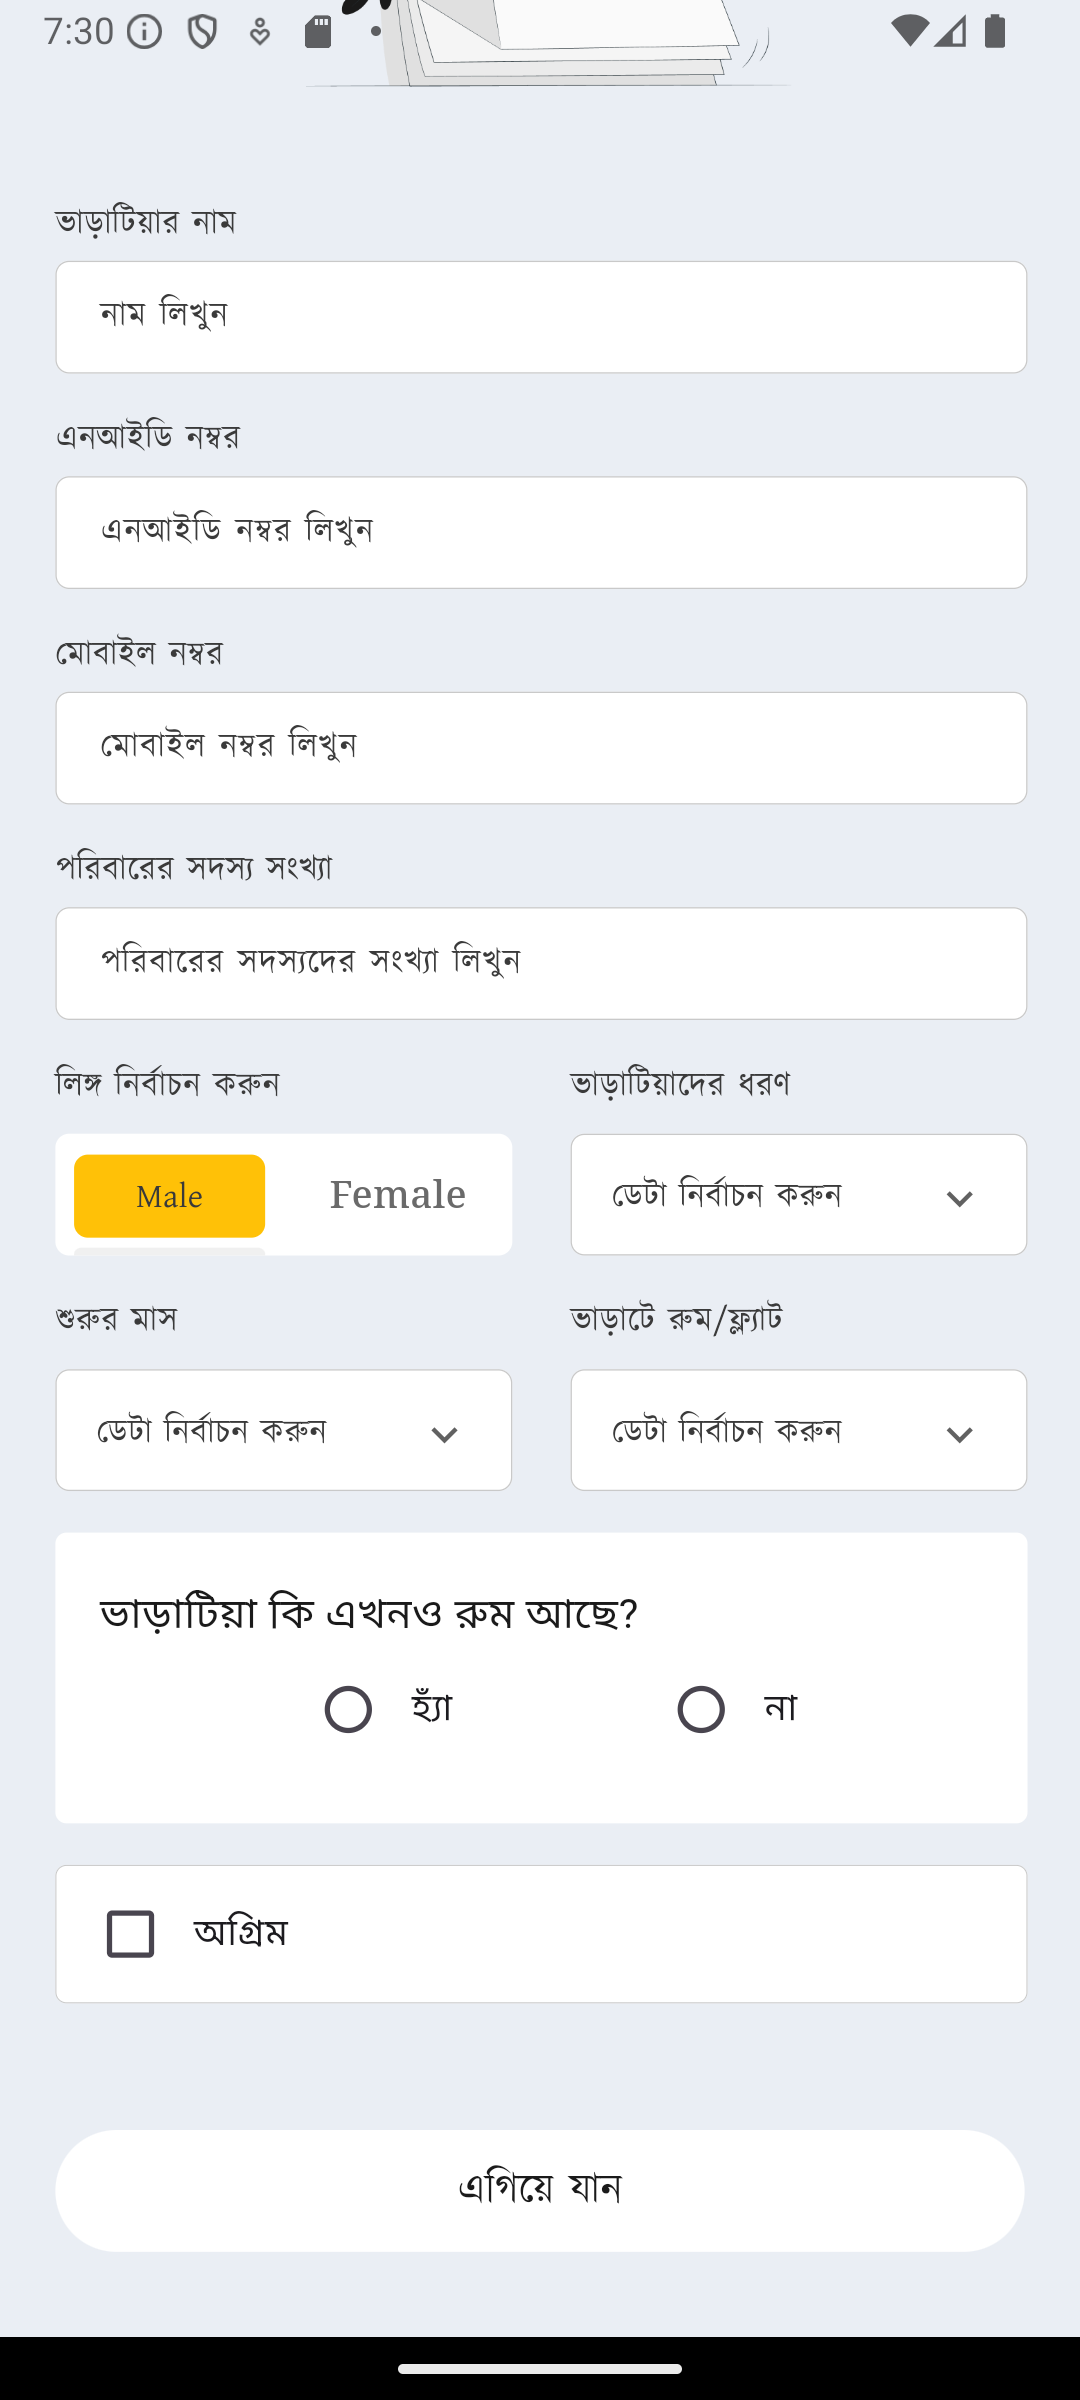 7:30
ভাড়াটিয়ার নাম
নাম লিখুন
এনআইডি নম্বর
এনআইডি নম্বর লিখুন
মোবাইল নম্বর
মোবাইল নম্বর লিখুন
পরিবারের সদস্য সংখ্যা
পরিবারের সদস্যদের সংখ্যা লিখুন
লিঙ্গ নির্বাচন করুন
ভাড়াটিয়াদের ধরণ
Male Female
ডেটা নির্বাচন করুন
শুরুর মাস
ভাড়াটে রুম/ফ্ল্যাট
ডেটা নির্বাচন করুন
ডেটা নির্বাচন করুন
ভাড়াটিয়া কি এখনও রুম আছে?
হ্যাঁ
না
অগ্রিম
এগিয়ে যান